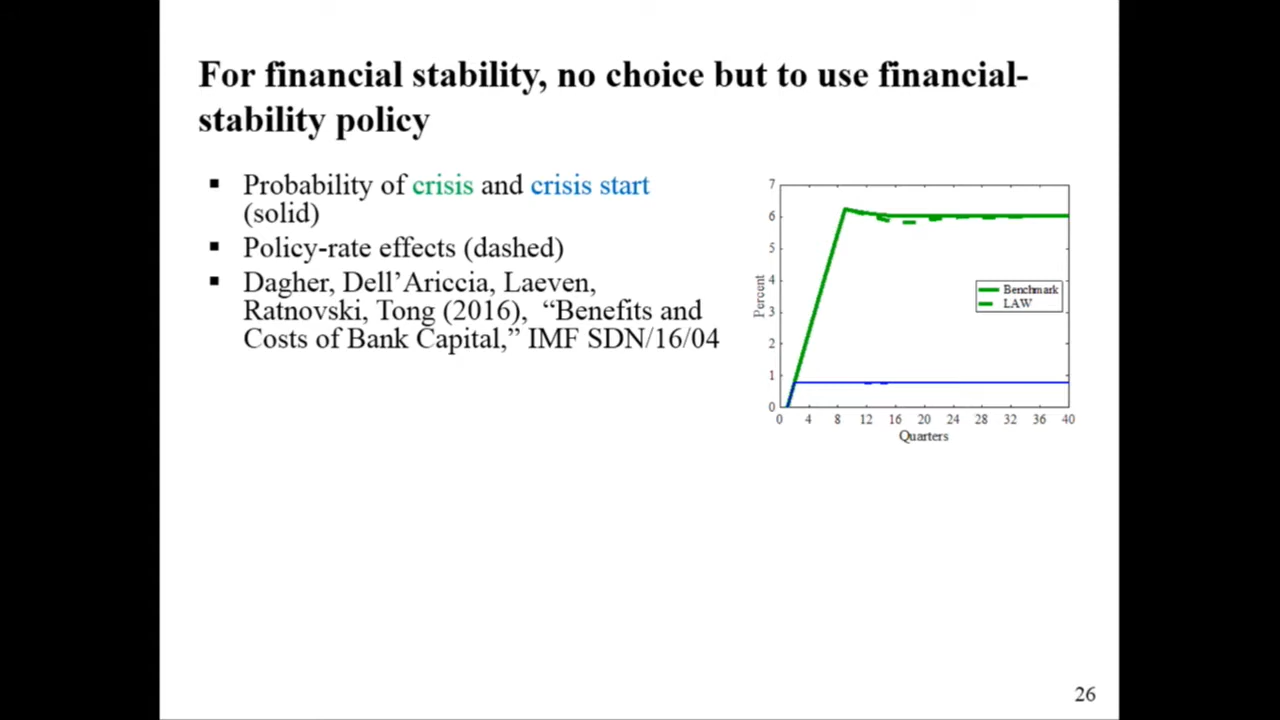 For financial stability, no choice but to use financial-
stability policy
▪ Probability of crisis and crisis start
(solid)
▪ Policy-rate effects (dashed)
▪ Dagher, Dell’Ariccia, Laeven,
Ratnovski, Tong (2016), “Benefits and
Costs of Bank Capital,” IMF SDN/16/04
7
6
5
4
3
2
1
0
Percent
Benchmark
LAW
0 4 8 12 16 20 24 28 32 36 40
Quarters
26